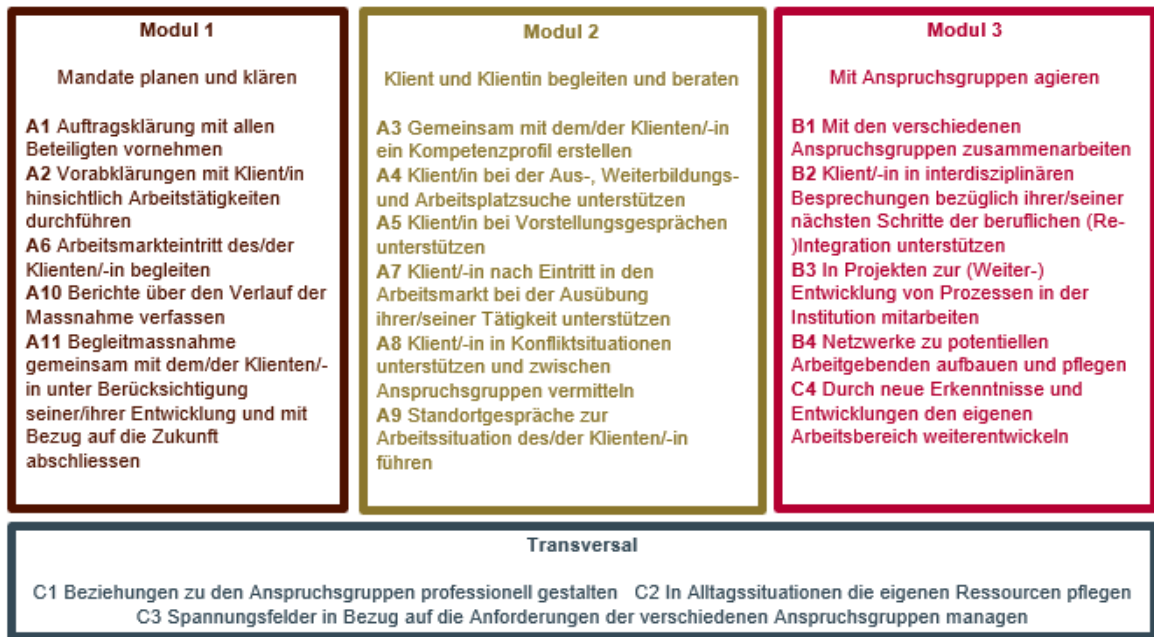 Modul 1
Mandate planen und klären
A1 Auftragsklärung mit allen
Beteiligten vornehmen
A2 Vorabklärungen mit Klient/in
hinsichtlich Arbeitstätigkeiten
durchführen
A6 Arbeitsmarkteintritt des/der
Klienten/-in begleiten
A10 Berichte über den Verlauf der
Massnahme verfassen
A11 Begleitmassnahme
gemeinsam mit dem/der Klienten/-
in unter Berücksichtigung
seiner/ihrer Entwicklung und mit
Bezug auf die Zukunft
abschliessen
Modul 2
Klient und Klientin begleiten und beraten
A3 Gemeinsam mit dem/der Klienten/-in
ein Kompetenzprofil erstellen
A4 Klient/in bei der Aus-, Weiterbildungs-
und Arbeitsplatzsuche unterstützen
A5 Klient/in bei Vorstellungsgesprächen
unterstützen
A7 Klient/-in nach Eintritt in den
Arbeitsmarkt bei der Ausübung
ihrer/seiner Tätigkeit unterstützen
A8 Klient/-in in Konfliktsituationen
unterstützen und zwischen
Anspruchsgruppen vermitteln
A9 Standortgespräche zur
Arbeitssituation des/der Klienten/-in
führen
Modul 3
Mit Anspruchsgruppen agieren
B1 Mit den verschiedenen
Anspruchsgruppen zusammenarbeiten
B2 Klient/-in in interdisziplinären
Besprechungen bezüglich ihrer/seiner
nächsten Schritte der beruflichen (Re-
)Integration unterstützen
B3 In Projekten zur (Weiter-)
Entwicklung von Prozessen in der
Institution mitarbeiten
B4 Netzwerke zu potentiellen
Arbeitgebenden aufbauen und pflegen
C4 Durch neue Erkenntnisse und
Entwicklungen den eigenen
Arbeitsbereich weiterentwickeln
Transversal
C1 Beziehungen zu den Anspruchsgruppen professionell gestalten C2 In Alltagssituationen die eigenen Ressourcen pflegen
C3 Spannungsfelder in Bezug auf die Anforderungen der verschiedenen Anspruchsgruppen managen